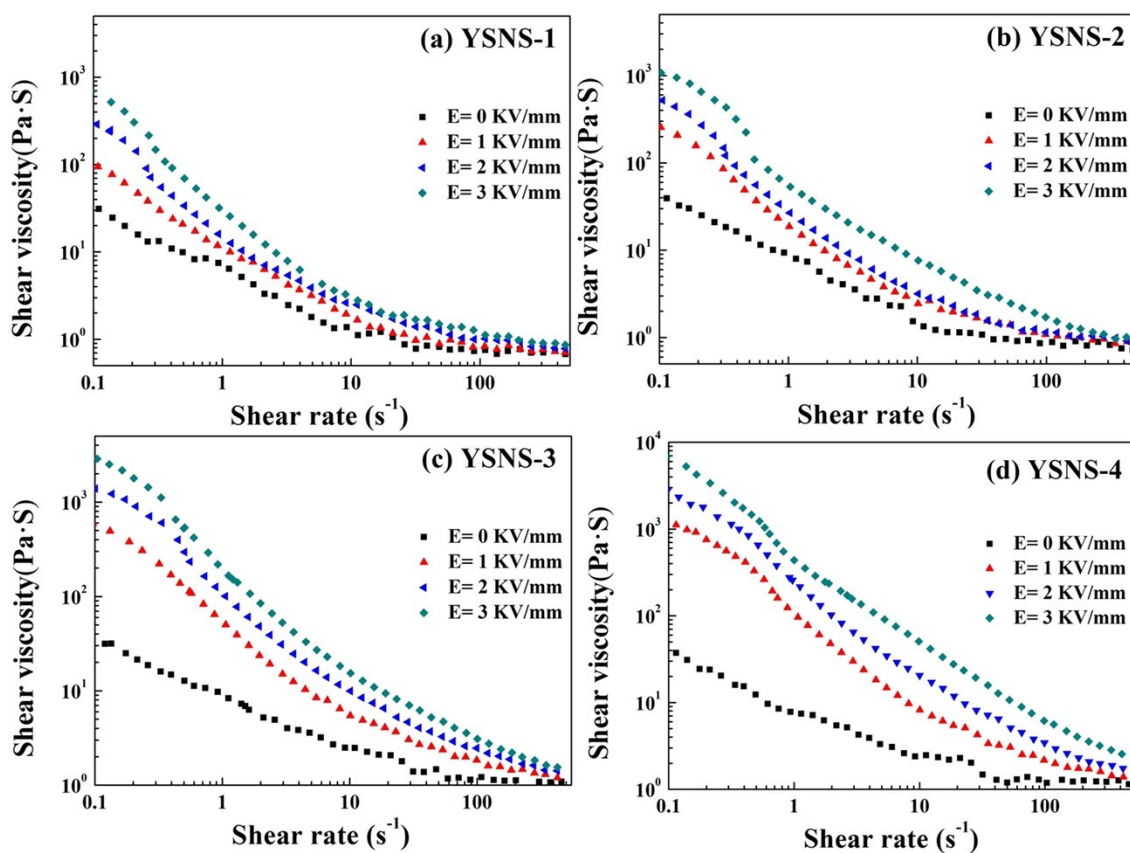 (a) YSNS-1
Shear viscosity(Pa·S)
10³
10²
10¹
10⁰
E= 0 KV/mm
E= 1 KV/mm
E= 2 KV/mm
E= 3 KV/mm
0.1 1 10 100
Shear rate (s⁻¹)
(b) YSNS-2
Shear viscosity(Pa·S)
10³
10²
10¹
10⁰
E= 0 KV/mm
E= 1 KV/mm
E= 2 KV/mm
E= 3 KV/mm
0.1 1 10 100
Shear rate (s⁻¹)
(c) YSNS-3
Shear viscosity(Pa·S)
10³
10²
10¹
10⁰
E= 0 KV/mm
E= 1 KV/mm
E= 2 KV/mm
E= 3 KV/mm
0.1 1 10 100
Shear rate (s⁻¹)
(d) YSNS-4
Shear viscosity(Pa·S)
10⁴
10³
10²
10¹
10⁰
E= 0 KV/mm
E= 1 KV/mm
E= 2 KV/mm
E= 3 KV/mm
0.1 1 10 100
Shear rate (s⁻¹)